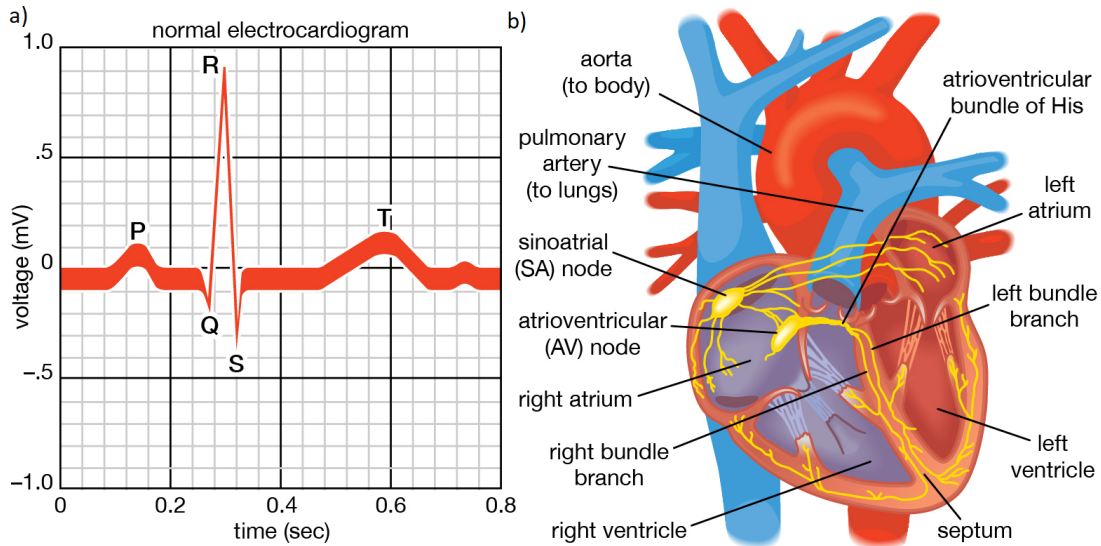 a)
normal electrocardiogram
1.0
.5
0
–.5
–1.0
voltage (mV)
P
Q
R
S
T
0
0.2
0.4
0.6
0.8
time (sec)
b)
aorta
(to body)
pulmonary
artery
(to lungs)
sinoatrial
(SA) node
atrioventricular
(AV) node
right atrium
right bundle
branch
right ventricle
atrioventricular
bundle of His
left
atrium
left bundle
branch
left
ventricle
septum